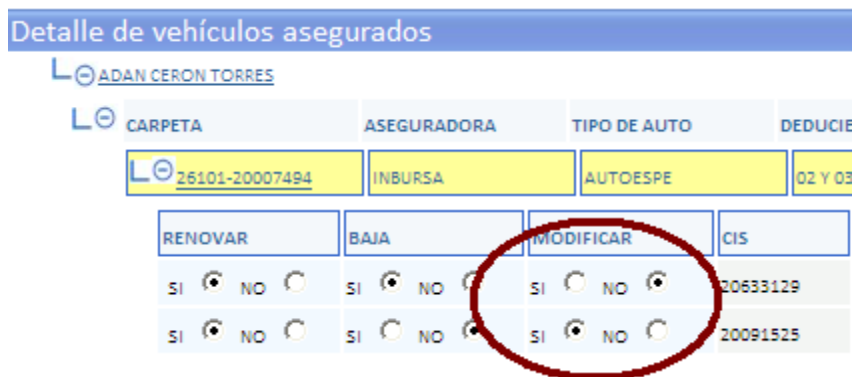 Detalle de vehículos asegurados
ADAN CERON TORRES
CARPETA ASEGURADORA TIPO DE AUTO DEDUCIE
26101-20007494 INBURSA AUTOESPE 02 Y 03
RENOVAR BAJA MODIFICAR CIS
SI NO SI NO SI NO 20633129
SI NO SI NO SI NO 20091525